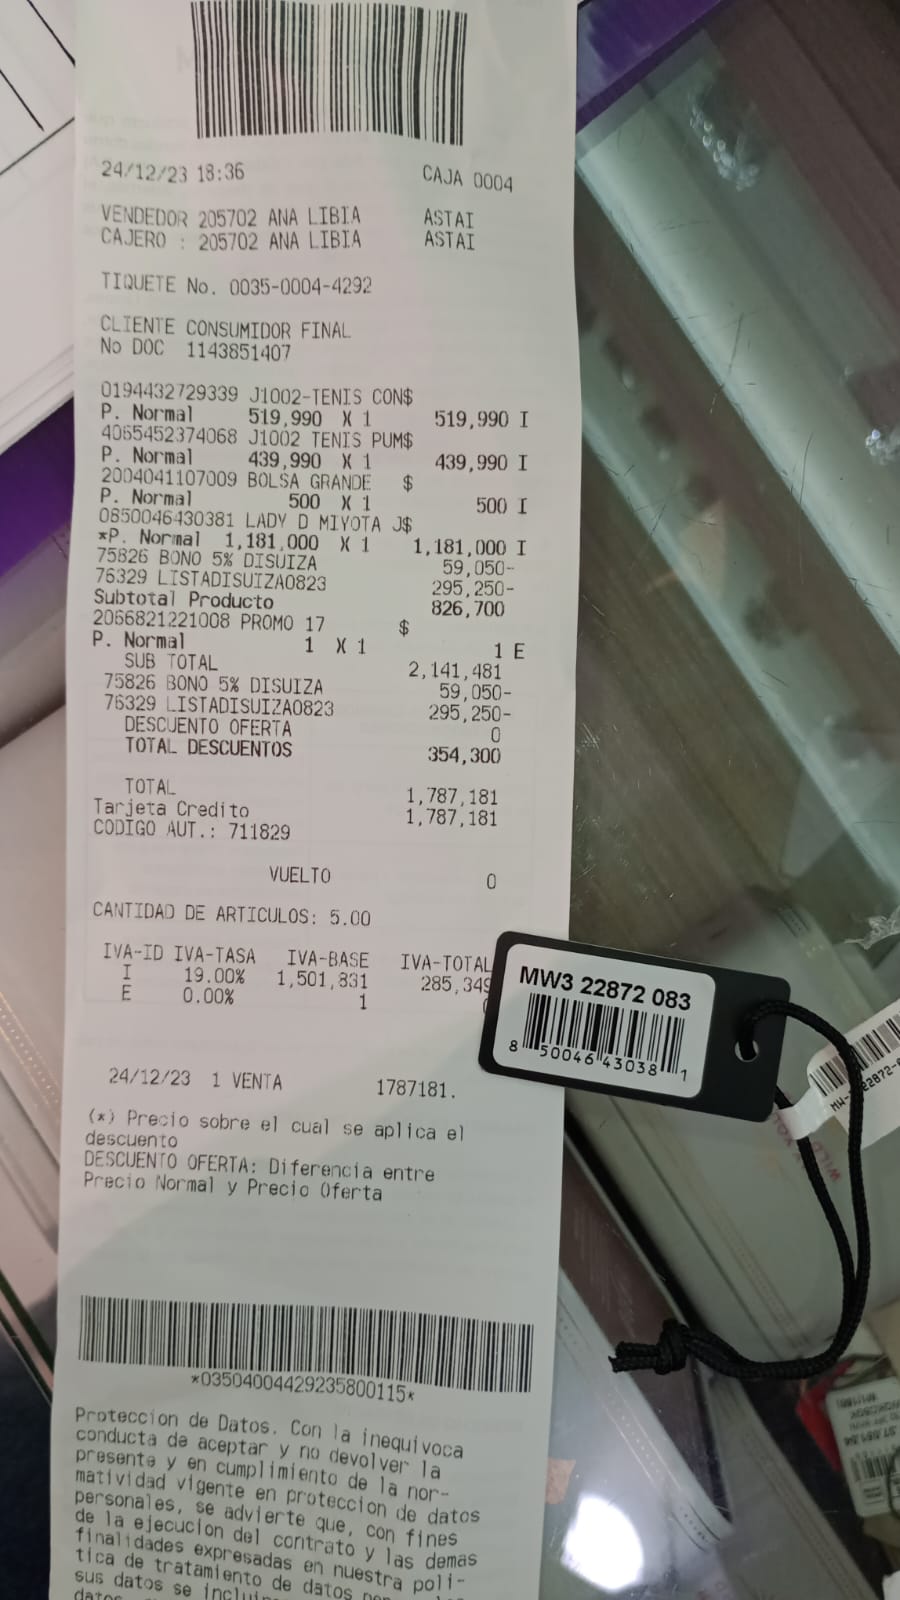 24/12/23 18:36 CAJA 0004
VENDEDOR 205702 ANA LIBIA ASTAI
CAJERO : 205702 ANA LIBIA ASTAI
TIQUETE No. 0035-0004-4292
CLIENTE CONSUMIDOR FINAL
No DOC 1143851407
0194432729339 J1002-TENIS CON$
P. Normal 519,990 X 1 519,990 I
4065452374068 J1002 TENIS PUM$
P. Normal 439,990 X 1 439,990 I
2004041107009 BOLSA GRANDE $
P. Normal 500 X 1 500 I
0850046430381 LADY D MIYOTA J$
*P. Normal 1,181,000 X 1 1,181,000 I
75826 BONO 5% DISUIZA 59,050-
76329 LISTADISUIZA0823 295,250-
Subtotal Producto 826,700
2066821221008 PROMO 17 $
P. Normal 1 X 1 1 E
SUB TOTAL 2,141,481
75826 BONO 5% DISUIZA 59,050-
76329 LISTADISUIZA0823 295,250-
DESCUENTO OFERTA 0
TOTAL DESCUENTOS 354,300
TOTAL 1,787,181
Tarjeta Credito 1,787,181
CODIGO AUT.: 711829
VUELTO 0
CANTIDAD DE ARTICULOS: 5.00
IVA-ID IVA-TASA IVA-BASE IVA-TOTAL
I 19.00% 1,501,831 285,349
E 0.00% 1
24/12/23 1 VENTA 1787181.
(*) Precio sobre el cual se aplica el
descuento
DESCUENTO OFERTA: Diferencia entre
Precio Normal y Precio Oferta
*03504004429235800115*
Proteccion de Datos. Con la inequivoca
conducta de aceptar y no devolver la
presente y en cumplimiento de la nor-
matividad vigente en proteccion de datos
personales, se advierte que, con fines
de la ejecucion del contrato y las demas
finalidades expresadas en nuestra poli-
tica de tratamiento de datos
sus datos se
MW3 22872 083
8 50046 43038 1